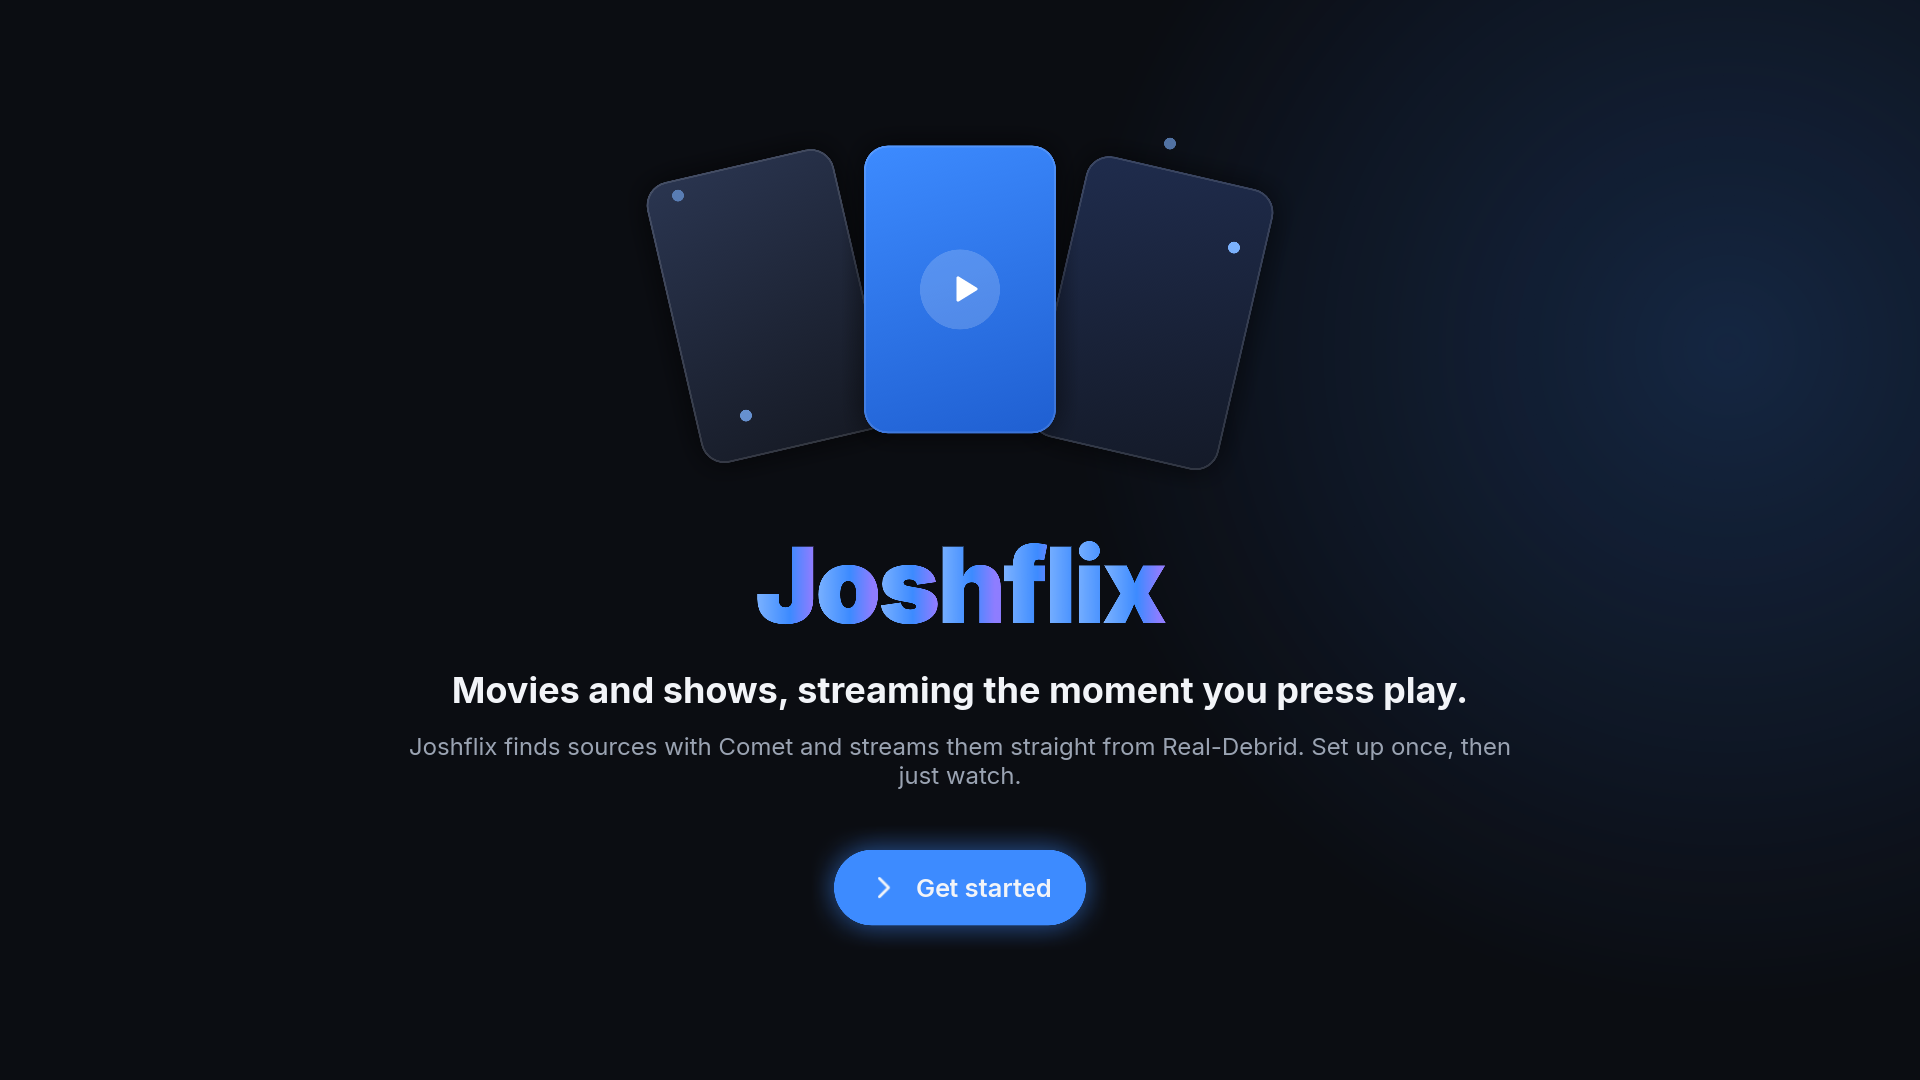 Joshflix
Movies and shows, streaming the moment you press play.
Joshflix finds sources with Comet and streams them straight from Real-Debrid. Set up once, then
just watch.
Get started